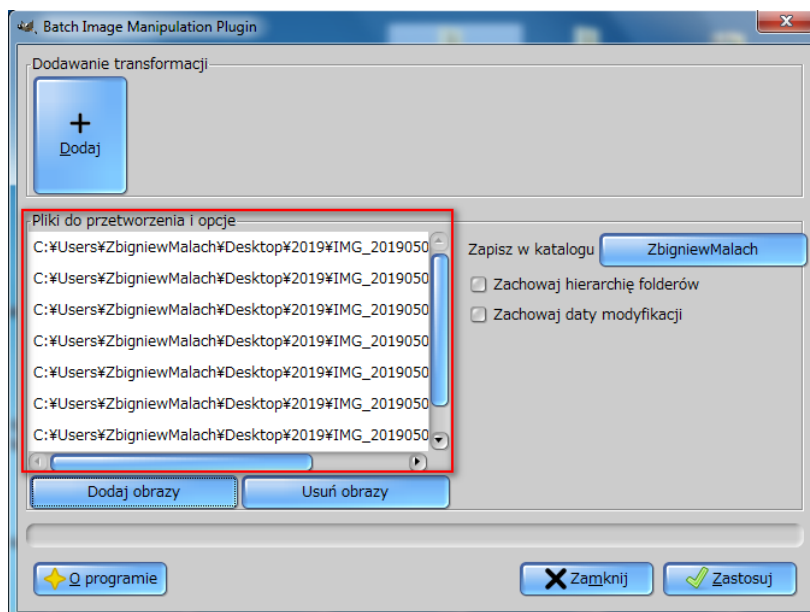 Batch Image Manipulation Plugin
Dodawanie transformacji
+
Dodaj
Pliki do przetworzenia i opcje
C:¥Users¥ZbigniewMalach¥Desktop¥2019¥IMG_2019050
C:¥Users¥ZbigniewMalach¥Desktop¥2019¥IMG_2019050
C:¥Users¥ZbigniewMalach¥Desktop¥2019¥IMG_2019050
C:¥Users¥ZbigniewMalach¥Desktop¥2019¥IMG_2019050
C:¥Users¥ZbigniewMalach¥Desktop¥2019¥IMG_2019050
C:¥Users¥ZbigniewMalach¥Desktop¥2019¥IMG_2019050
C:¥Users¥ZbigniewMalach¥Desktop¥2019¥IMG_2019050
Dodaj obrazy
Usuń obrazy
Zapisz w katalogu
ZbigniewMalach
Zachowaj hierarchię folderów
Zachowaj daty modyfikacji
O programie
Zamknij
Zastosuj